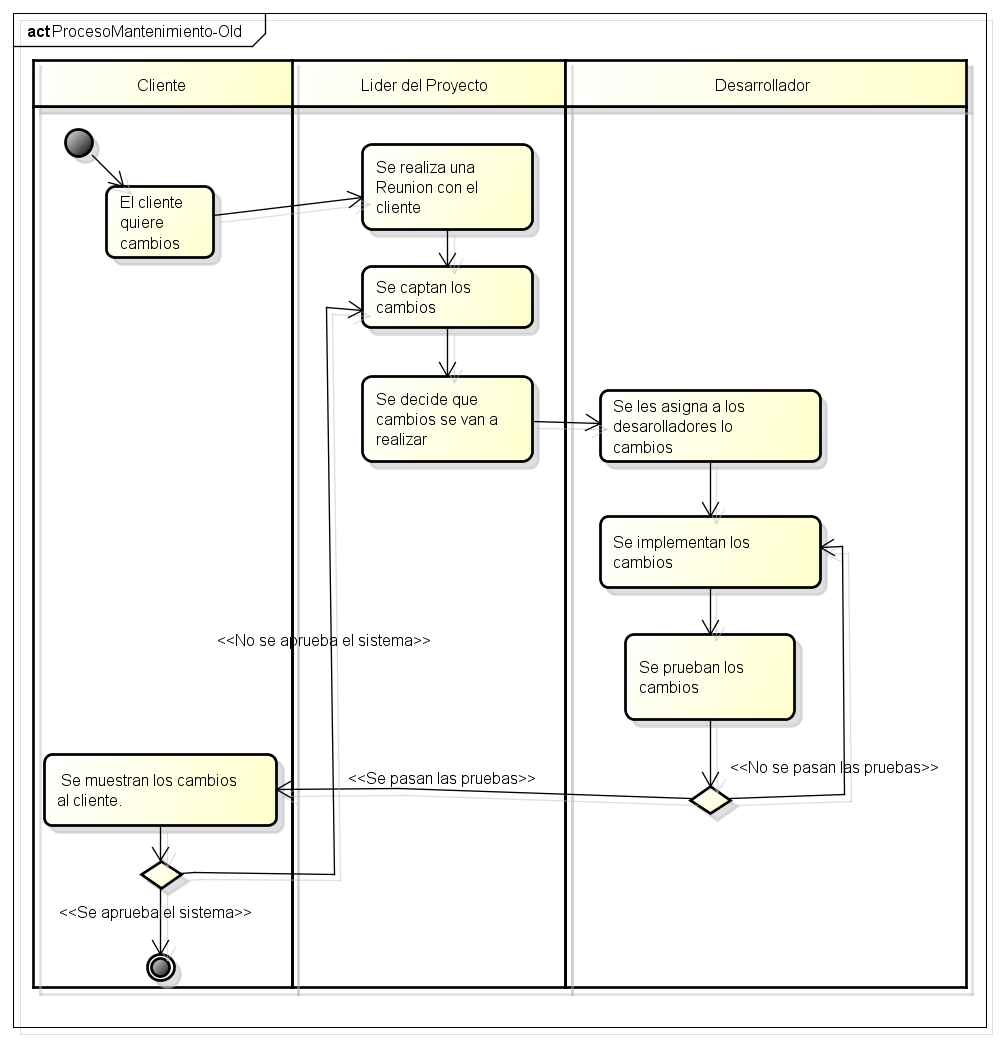 act ProcesoMantenimiento-Old
Cliente
Lider del Proyecto
Desarrollador
El cliente
quiere
cambios
Se realiza una
Reunion con el
cliente
Se captan los
cambios
Se decide que
cambios se van a
realizar
Se les asigna a los
desarolladores lo
cambios
Se implementan los
cambios
<<No se aprueba el sistema>>
Se prueban los
cambios
<<No se pasan las pruebas>>
<<Se pasan las pruebas>>
Se muestran los cambios
al cliente.
<<Se aprueba el sistema>>